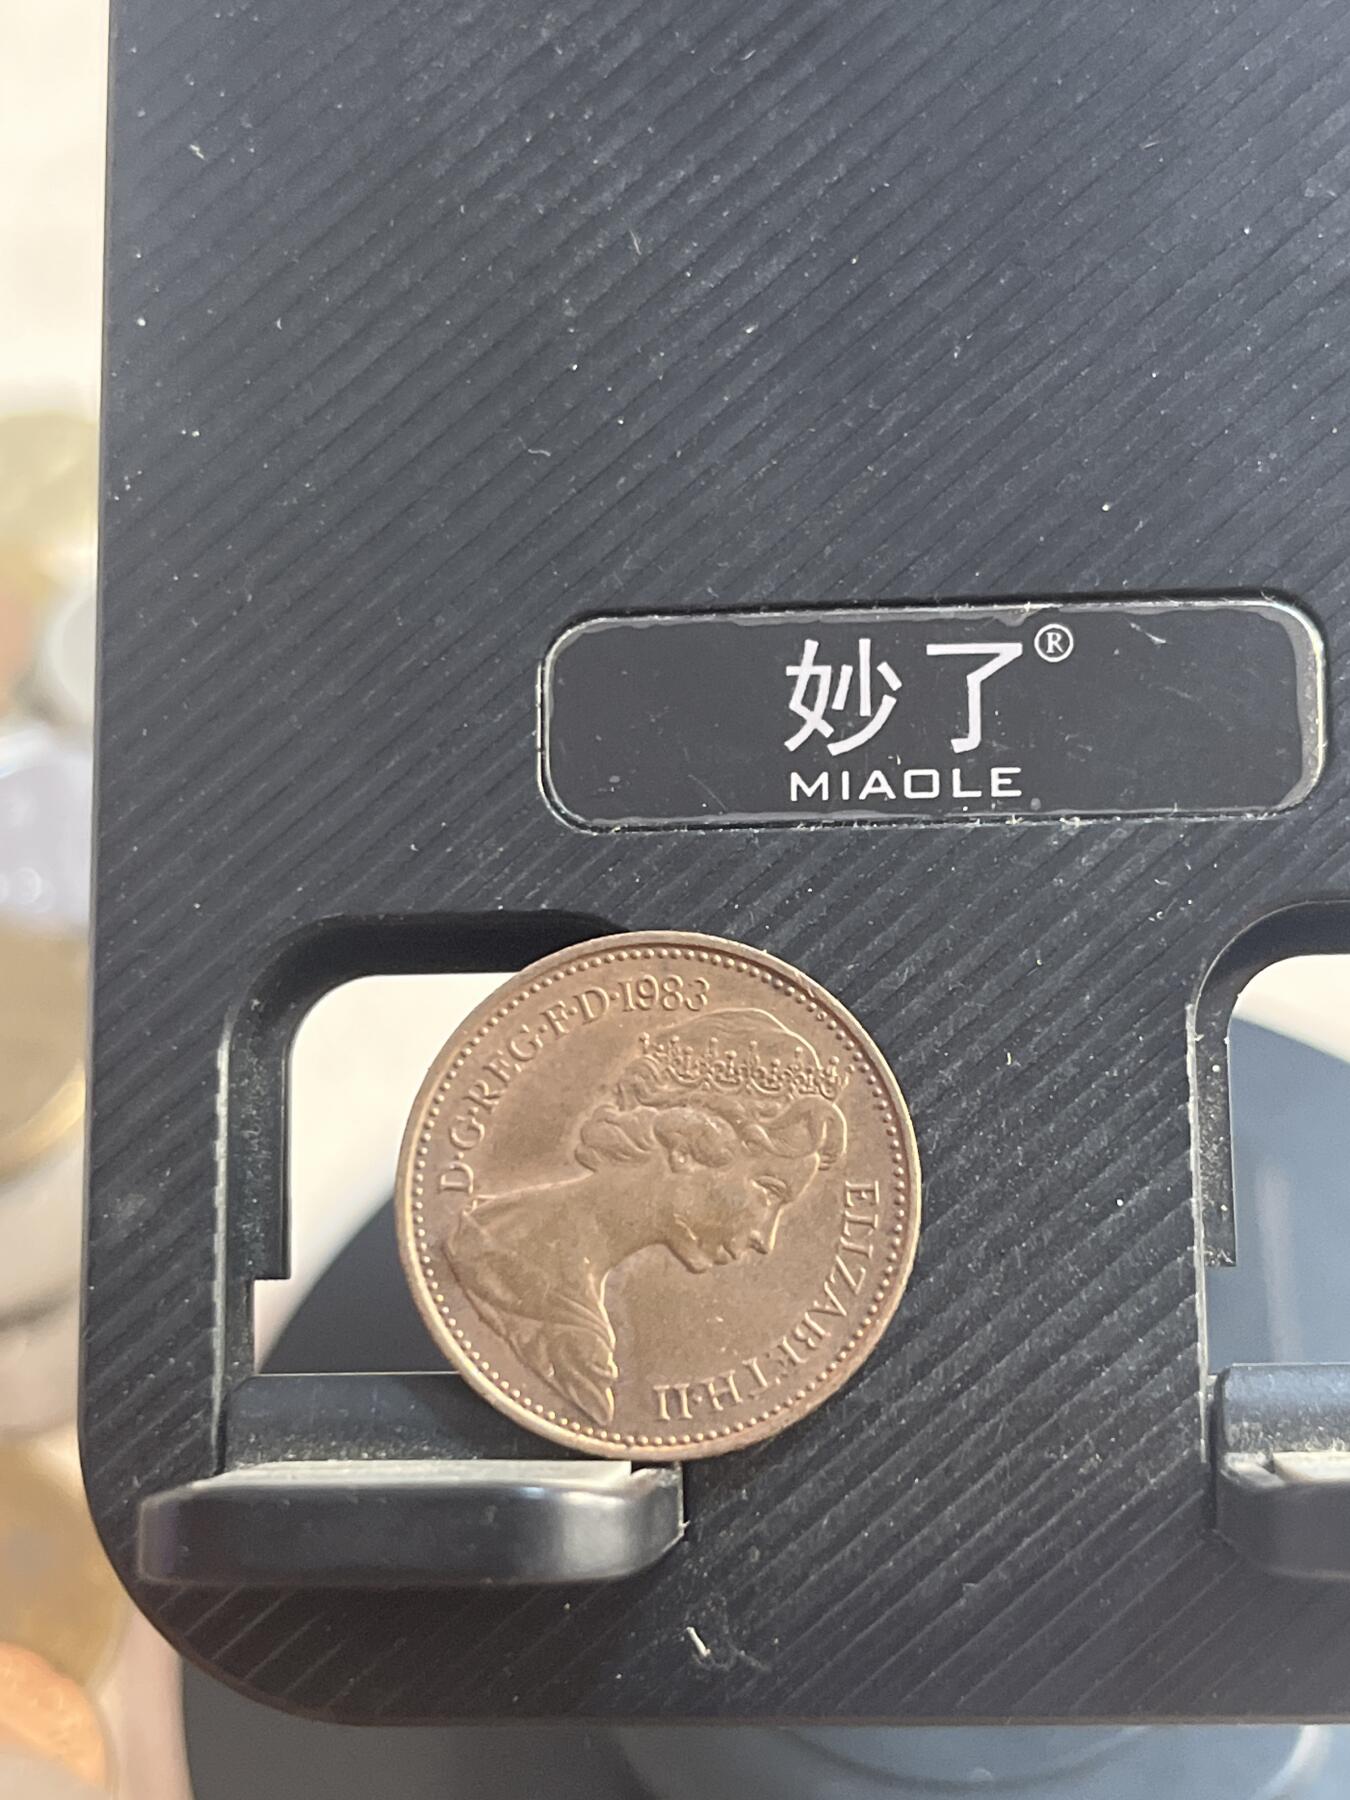 妙了®
MIAOLE
D·G·REG·F·D·1983
ELIZABETH·II